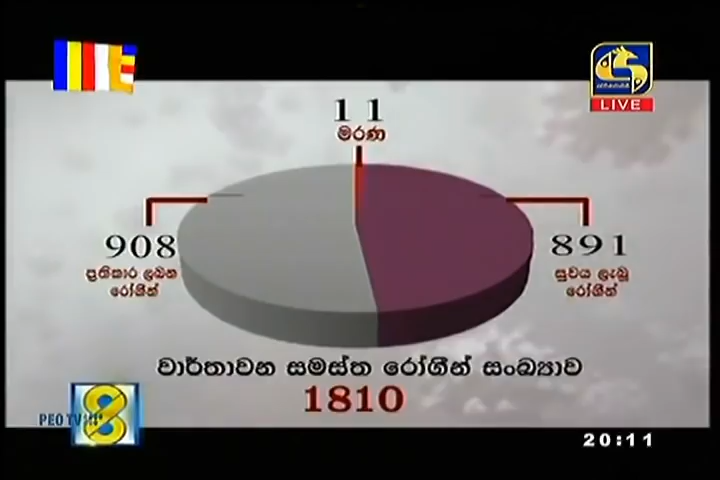 LIVE
11
මරණ
908
ප්‍රතිකාර ලබන
රෝගීන්
891
සුවය ලැබූ
රෝගීන්
වාර්තාවන සමස්ත රෝගීන් සංඛ්‍යාව
1810
PEO TV
8
20:11